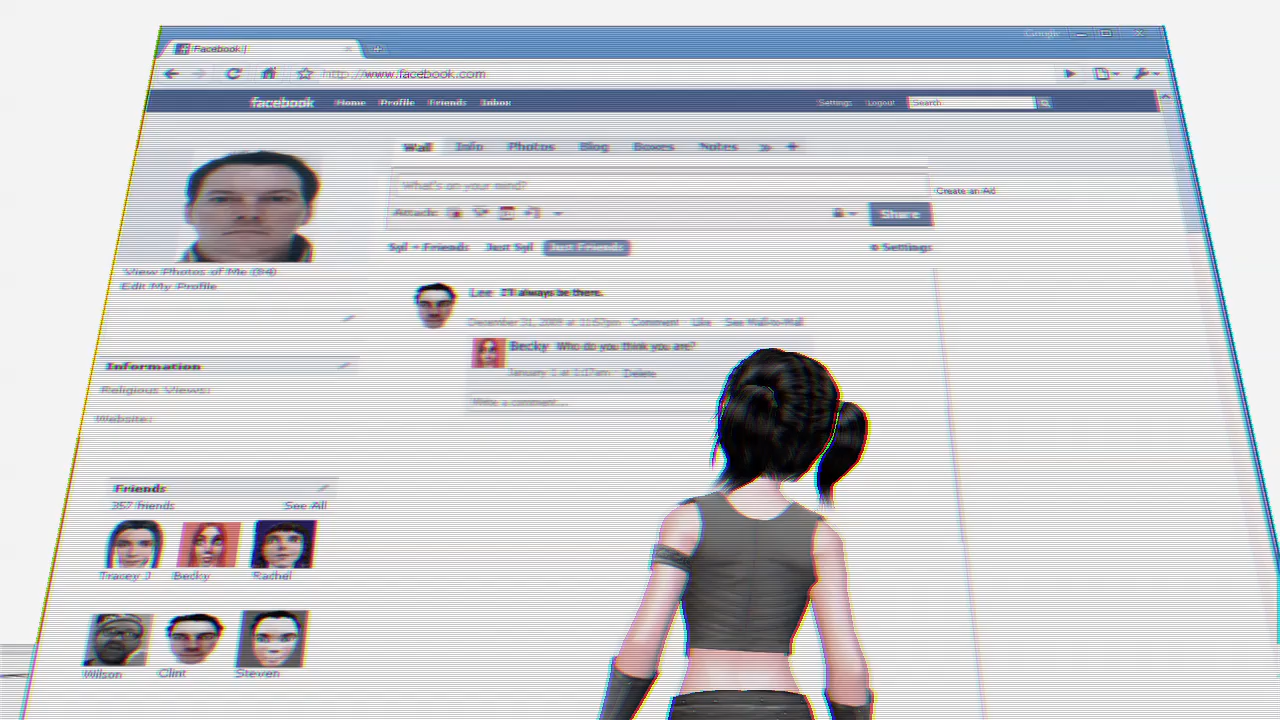 Google
Facebook |
http://www.facebook.com
facebook Home Profile Friends Inbox Settings Logout Search
Wall Info Photos Blog Boxes Notes » +
What's on your mind?
Create an Ad
Attach: Share
Syl + Friends Just Syl Just Friends Settings
View Photos of Me (84)
Edit My Profile
Lee I'll always be there.
December 31, 2009 at 11:57pm Comment Like See Wall-to-Wall
Becky Who do you think you are?
January 1 at 1:17am Delete
Write a comment...
Information
Religious Views:
Website:
Friends
357 friends See All
Tracey J Becky Rachel
Wilson Clint Steven